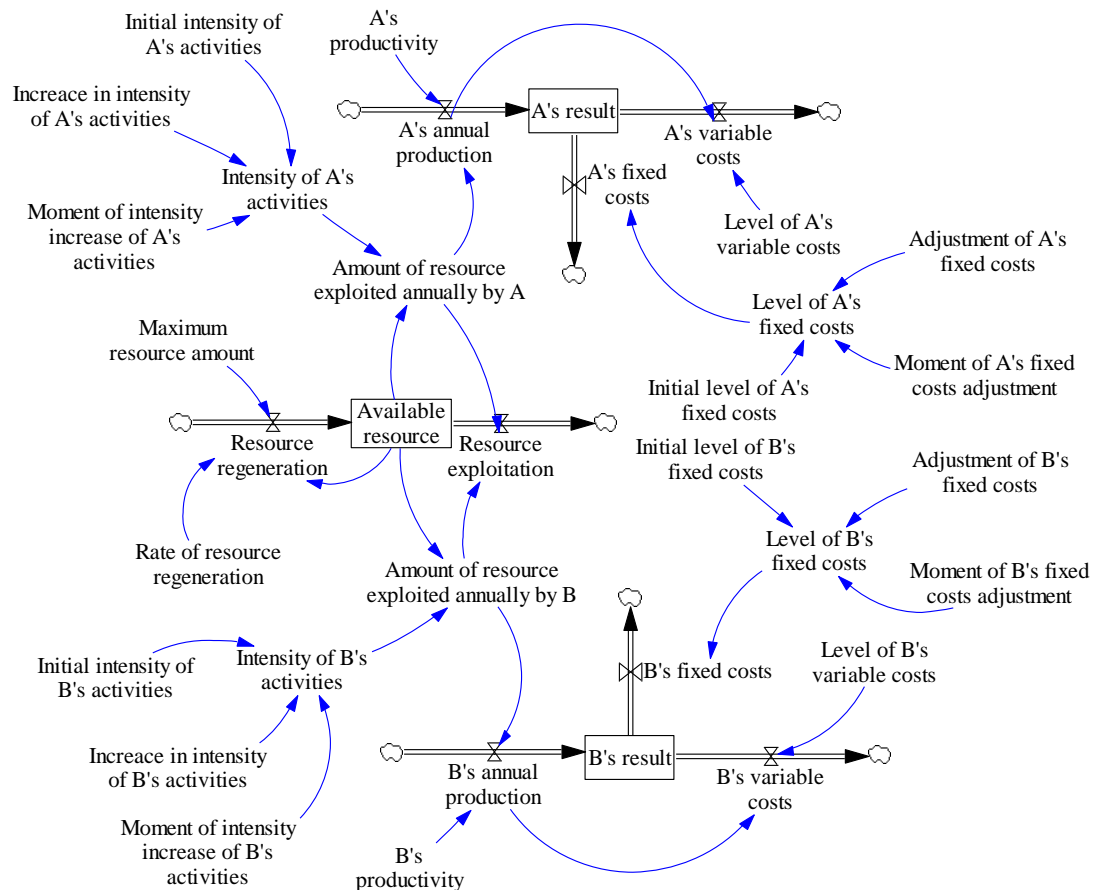 Initial intensity of
A's activities
A's
productivity
Increace in intensity
of A's activities
A's annual
production
A's result
A's variable
costs
Intensity of A's
activities
A's fixed
costs
Moment of intensity
increase of A's
activities
Level of A's
variable costs
Adjustment of A's
fixed costs
Amount of resource
exploited annually by A
Level of A's
fixed costs
Maximum
resource amount
Moment of A's fixed
costs adjustment
Initial level of A's
fixed costs
Available
resource
Resource
regeneration
Resource
exploitation
Initial level of B's
fixed costs
Adjustment of B's
fixed costs
Rate of resource
regeneration
Level of B's
fixed costs
Amount of resource
exploited annually by B
Moment of B's fixed
costs adjustment
Initial intensity of
B's activities
Intensity of B's
activities
B's fixed costs
Level of B's
variable costs
Increace in intensity
of B's activities
B's annual
production
B's result
B's variable
costs
Moment of intensity
increase of B's
activities
B's
productivity